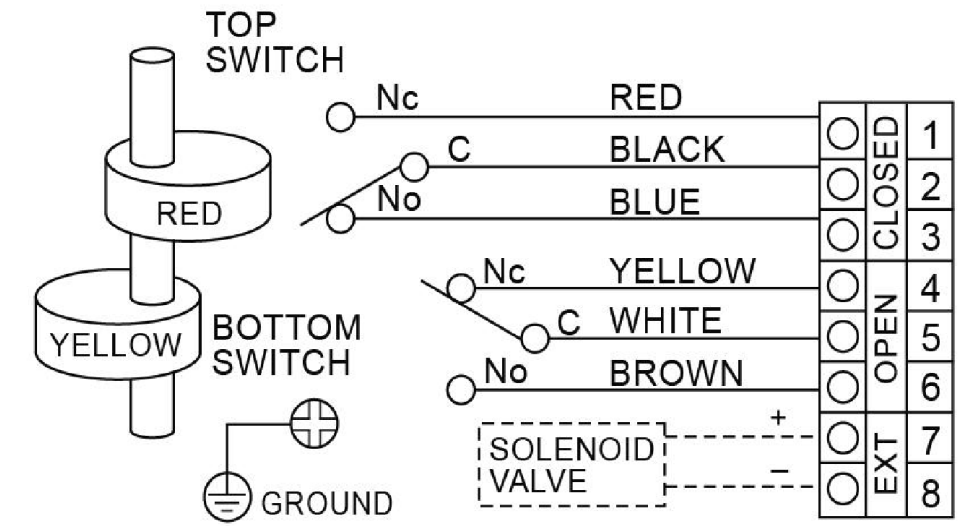 TOP
SWITCH
RED
YELLOW
BOTTOM
SWITCH
GROUND
Nc RED
C BLACK
No BLUE
Nc YELLOW
C WHITE
No BROWN
SOLENOID
VALVE
+
−
CLOSED
OPEN
EXT
1
2
3
4
5
6
7
8